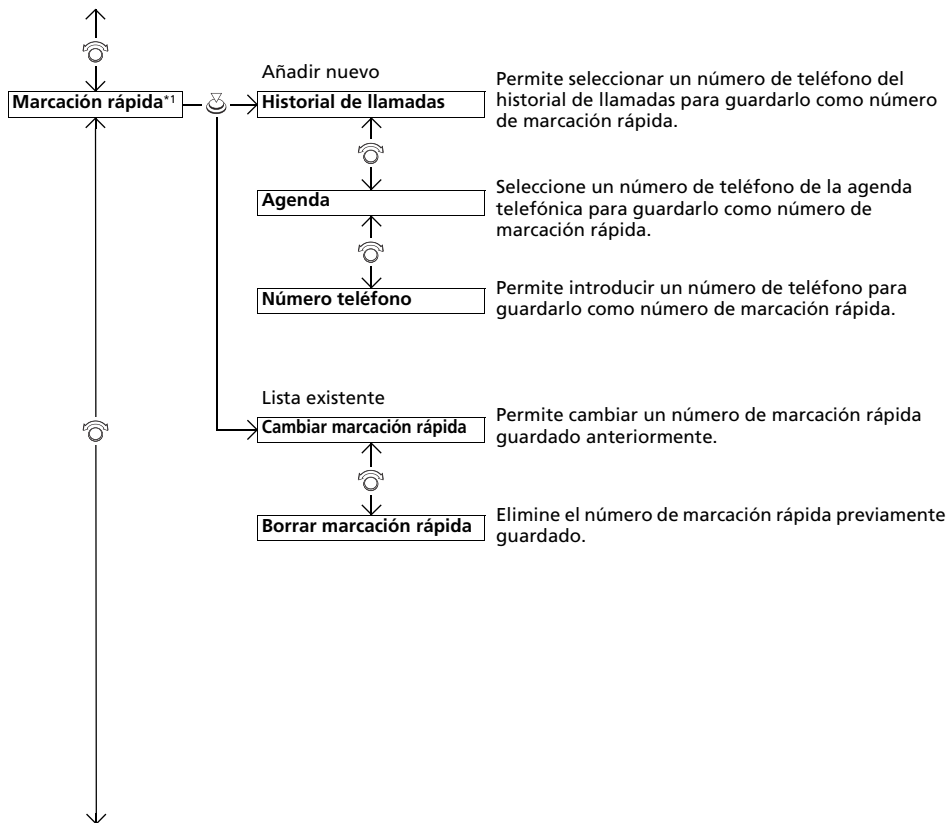 Marcación rápida*1
Añadir nuevo
Historial de llamadas
Permite seleccionar un número de teléfono del
historial de llamadas para guardarlo como número
de marcación rápida.
Agenda
Seleccione un número de teléfono de la agenda
telefónica para guardarlo como número de
marcación rápida.
Número teléfono
Permite introducir un número de teléfono para
guardarlo como número de marcación rápida.
Lista existente
Cambiar marcación rápida
Permite cambiar un número de marcación rápida
guardado anteriormente.
Borrar marcación rápida
Elimine el número de marcación rápida previamente
guardado.